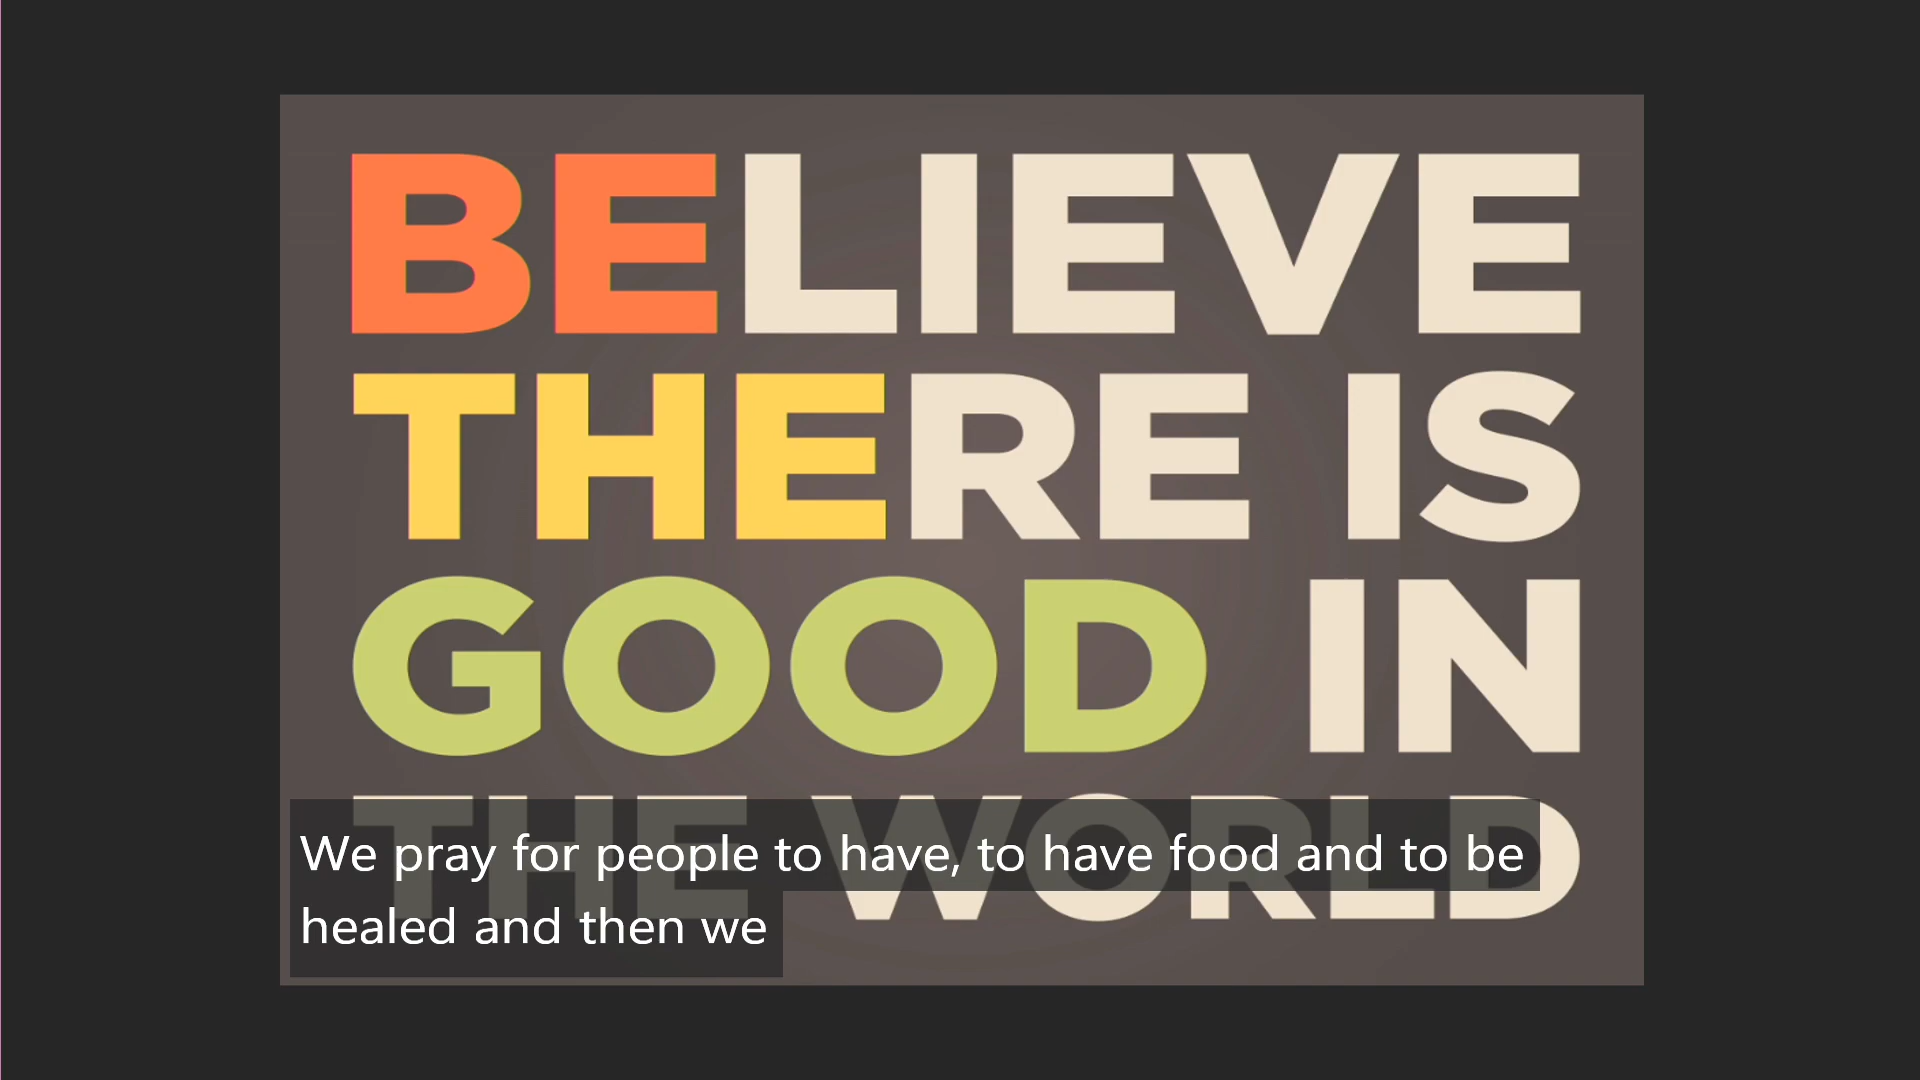 BELIEVE
THERE IS
GOOD IN
THE WORLD
We pray for people to have, to have food and to be
healed and then we